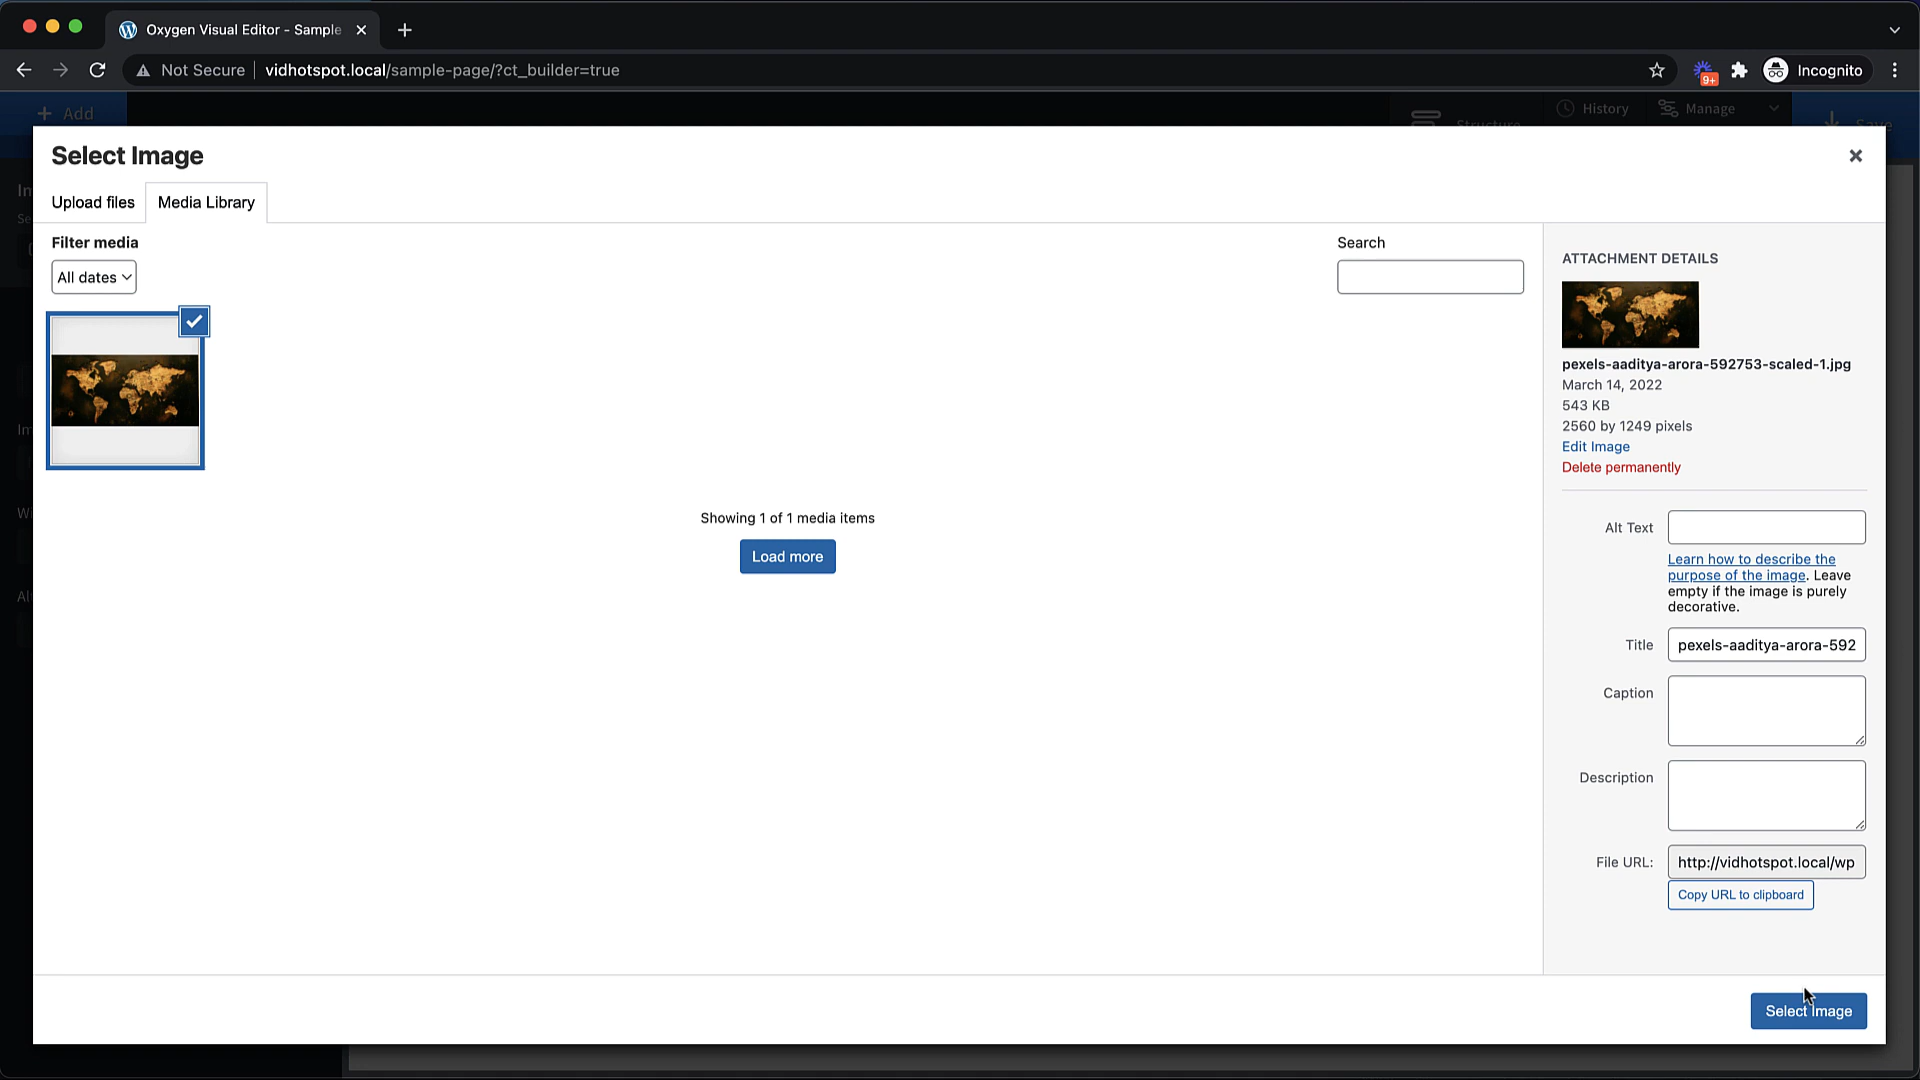 Oxygen Visual Editor - Sample
Not Secure vidhotspot.local/sample-page/?ct_builder=true
9+
Incognito
+ Add
Structure
History
Manage
Save
Select Image
Upload files
Media Library
Filter media
All dates
Search
Showing 1 of 1 media items
Load more
ATTACHMENT DETAILS
pexels-aaditya-arora-592753-scaled-1.jpg
March 14, 2022
543 KB
2560 by 1249 pixels
Edit Image
Delete permanently
Alt Text
Learn how to describe the
purpose of the image. Leave
empty if the image is purely
decorative.
Title
pexels-aaditya-arora-592
Caption
Description
File URL:
http://vidhotspot.local/wp
Copy URL to clipboard
Select Image